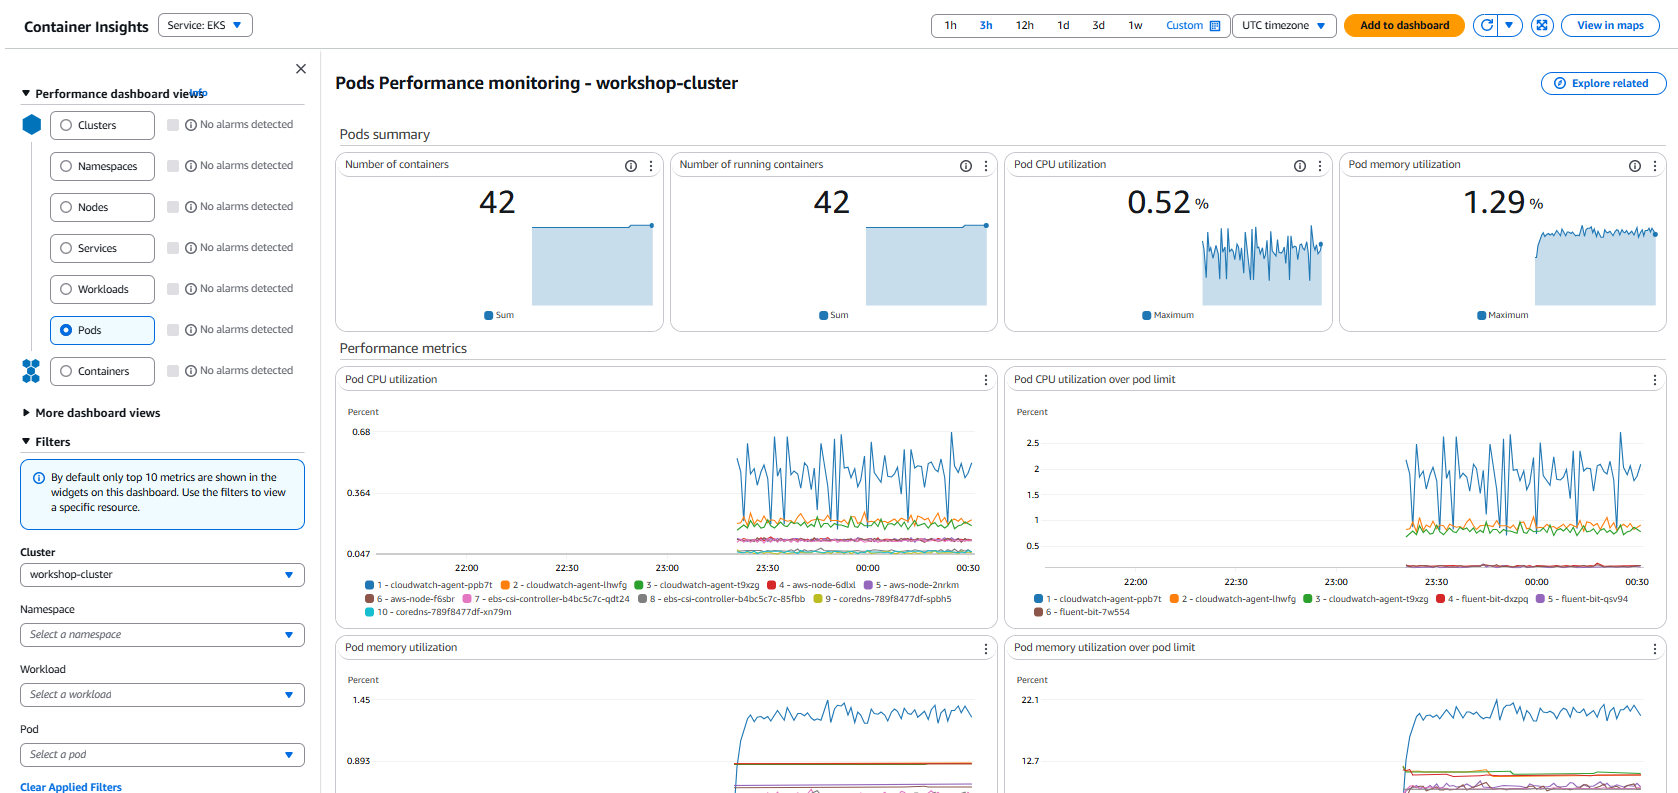 Container Insights
Service: EKS
1h 3h 12h 1d 3d 1w Custom
UTC timezone
Add to dashboard
View in maps
Performance dashboard views
Info
Clusters No alarms detected
Namespaces No alarms detected
Nodes No alarms detected
Services No alarms detected
Workloads No alarms detected
Pods No alarms detected
Containers No alarms detected
More dashboard views
Filters
By default only top 10 metrics are shown in the
widgets on this dashboard. Use the filters to view
a specific resource.
Cluster
workshop-cluster
Namespace
Select a namespace
Workload
Select a workload
Pod
Select a pod
Clear Applied Filters
Pods Performance monitoring - workshop-cluster
Explore related
Pods summary
Number of containers
42
Sum
Number of running containers
42
Sum
Pod CPU utilization
0.52 %
Maximum
Pod memory utilization
1.29 %
Maximum
Performance metrics
Pod CPU utilization
Percent
0.68
0.364
0.047
22:00 22:30 23:00 23:30 00:00 00:30
1 - cloudwatch-agent-ppb7t 2 - cloudwatch-agent-lhwfg 3 - cloudwatch-agent-t9xzg 4 - aws-node-6dlxl 5 - aws-node-2nrkm
6 - aws-node-f6sbr 7 - ebs-csi-controller-b4bc5c7c-qdt24 8 - ebs-csi-controller-b4bc5c7c-85fbb 9 - coredns-789f8477df-spbh5
10 - coredns-789f8477df-xn79m
Pod CPU utilization over pod limit
Percent
2.5
2
1.5
1
0.5
22:00 22:30 23:00 23:30 00:00 00:30
1 - cloudwatch-agent-ppb7t 2 - cloudwatch-agent-lhwfg 3 - cloudwatch-agent-t9xzg 4 - fluent-bit-dxzpq 5 - fluent-bit-qsv94
6 - fluent-bit-7w554
Pod memory utilization
Percent
1.45
0.893
Pod memory utilization over pod limit
Percent
22.1
12.7